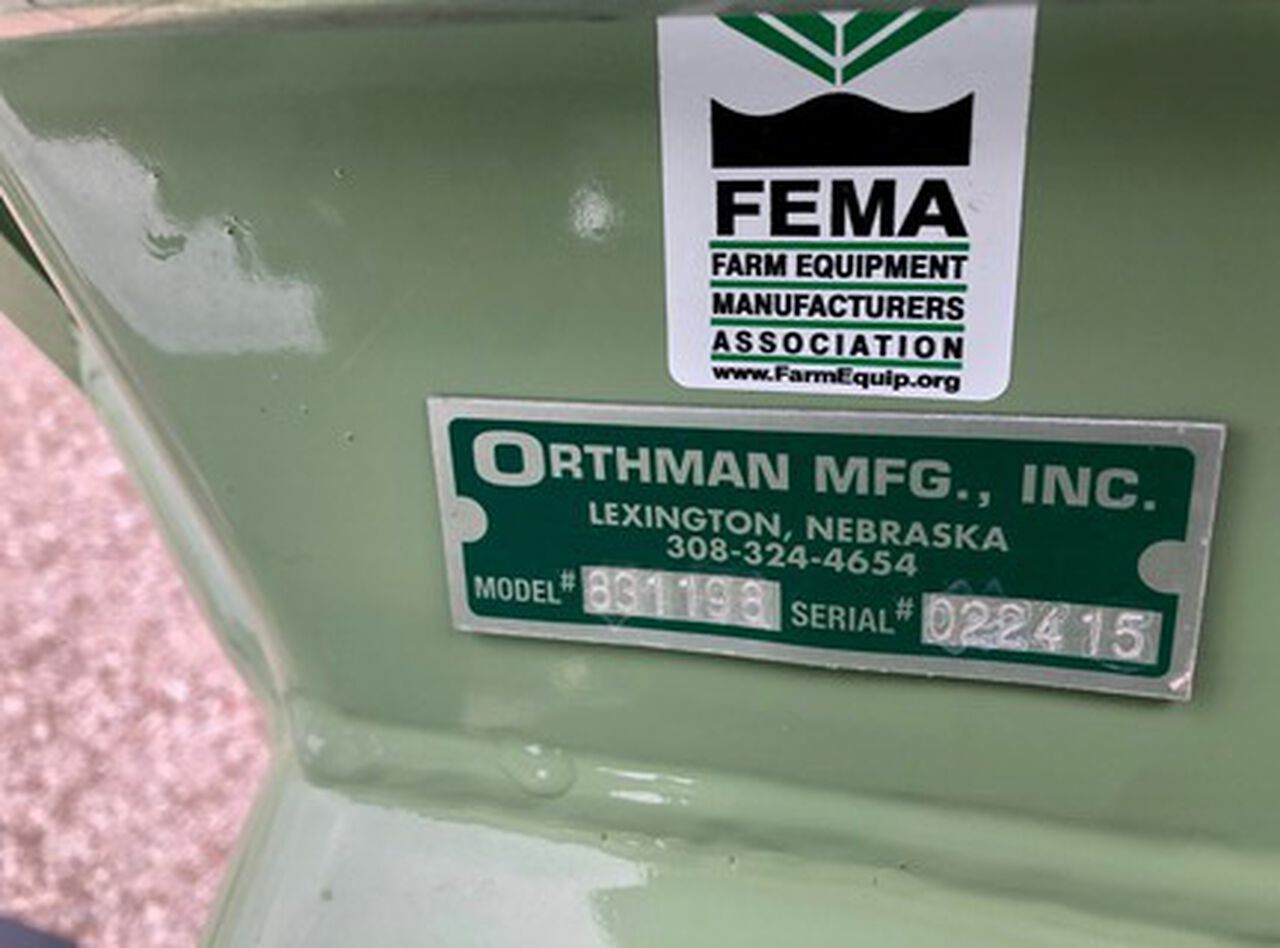 FEMA
FARM EQUIPMENT
MANUFACTURERS
ASSOCIATION
www.FarmEquip.org
ORTHMAN MFG., INC.
LEXINGTON, NEBRASKA
308-324-4654
MODEL# 831198 SERIAL# 022415